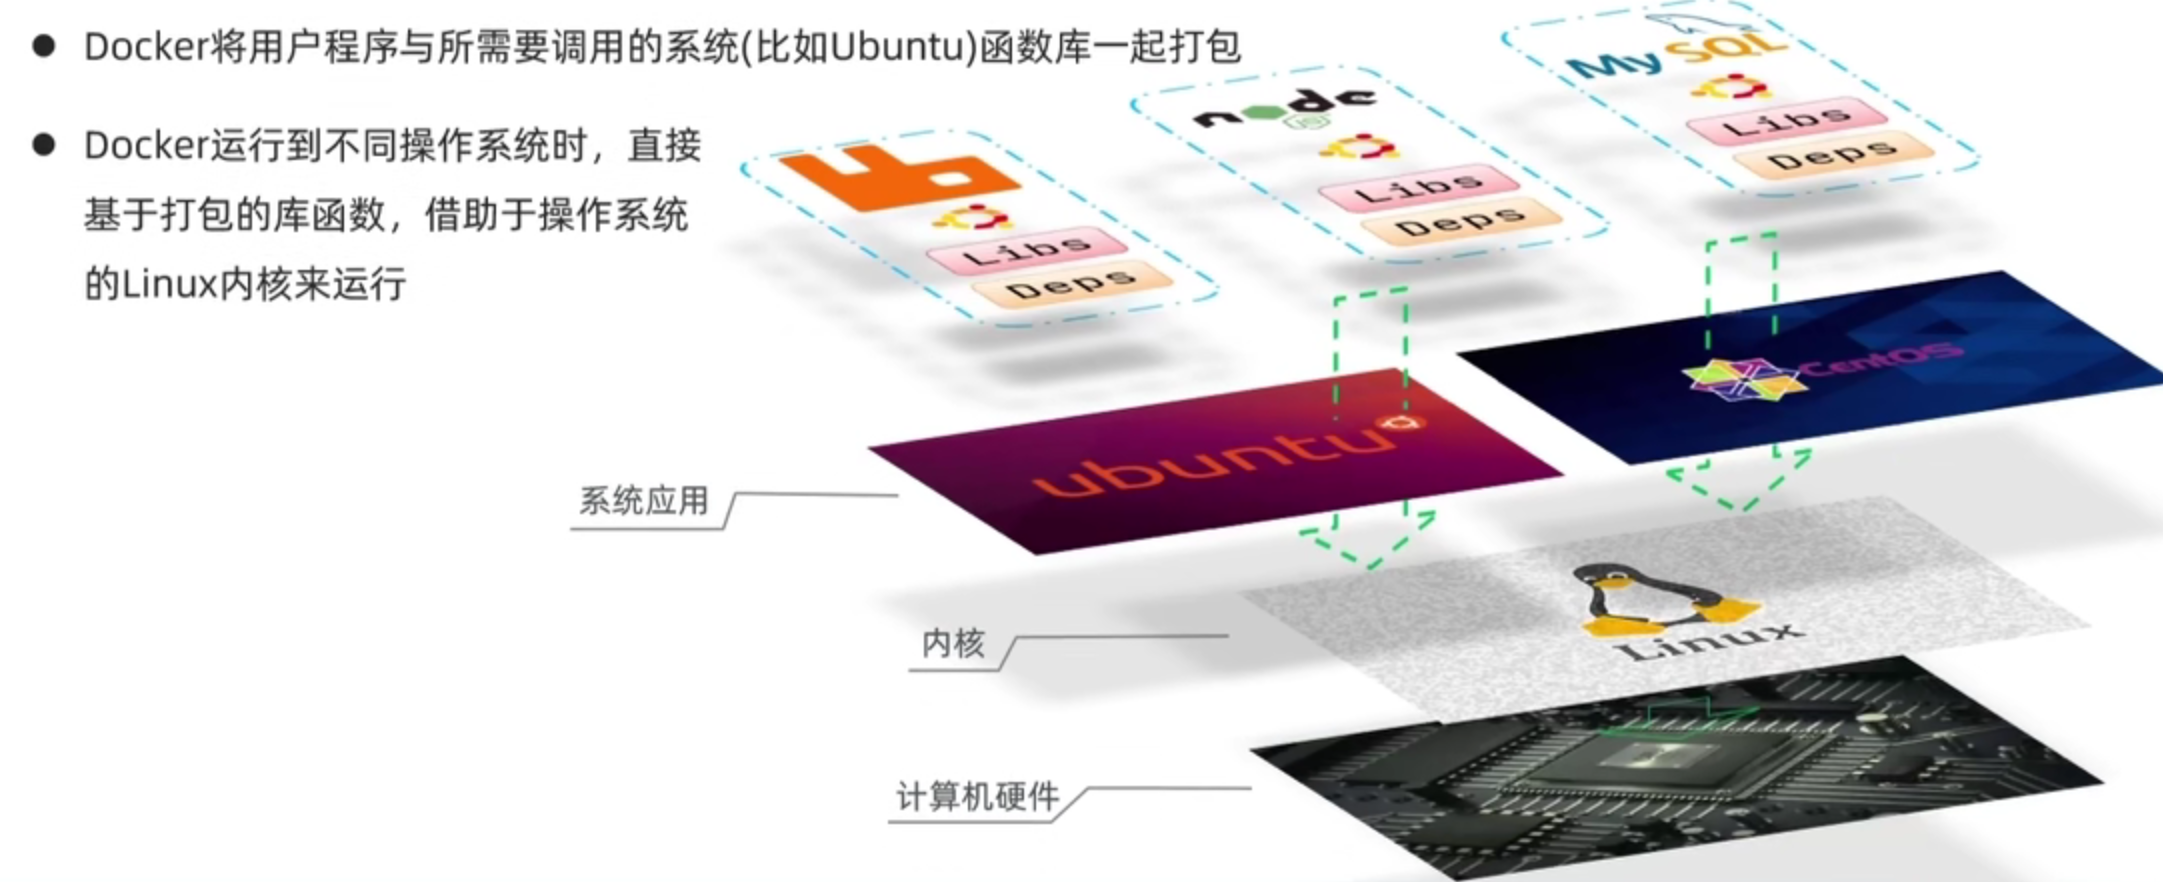 Docker将用户程序与所需要调用的系统(比如Ubuntu)函数库一起打包
Docker运行到不同操作系统时，直接
基于打包的库函数，借助于操作系统
的Linux内核来运行
Libs
Deps
node
JS
Libs
Deps
MySQL
Libs
Deps
ubuntu
CentOS
系统应用
内核
Linux
计算机硬件